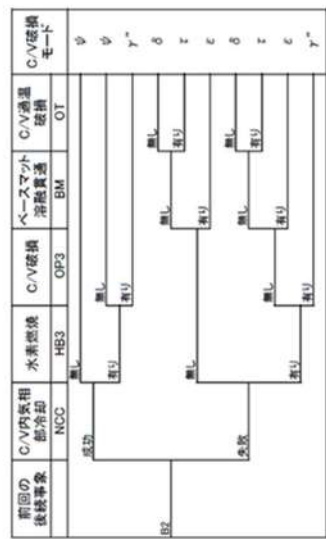 前回の
後続事象
C/V内気相
部冷却
水素燃焼
C/V破損
ベースマット
溶融貫通
C/V過温
破損
C/V破損
モード
NCC
HB3
OP3
BM
OT
B2
成功
失敗
無し
有り
無し
有り
無し
有り
無し
有り
無し
有り
無し
有り
無し
有り
無し
有り
ψ
ψ
γ'''
δ
τ
ε
δ
τ
ε
γ'''